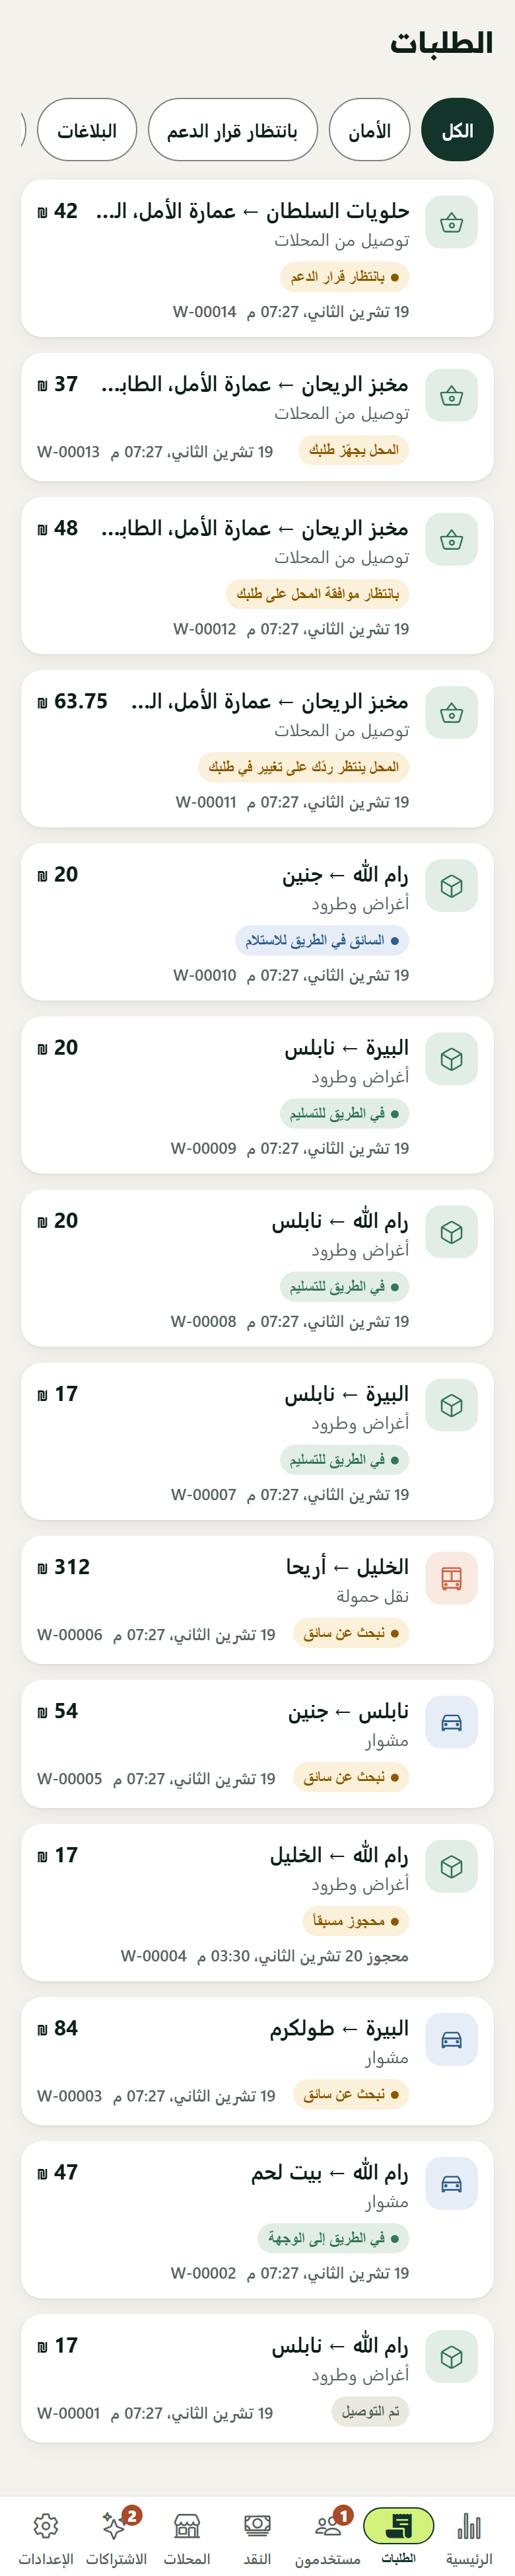 الطلبات
الكل
الأمان
بانتظار قرار الدعم
البلاغات
حلويات السلطان ← عمارة الأمل، الـ... 42 ₪
توصيل من المحلات
بانتظار قرار الدعم
19 تشرين الثاني، 07:27 م W-00014
مخبز الريحان ← عمارة الأمل، الطابـ... 37 ₪
توصيل من المحلات
المحل يجهّز طلبك 19 تشرين الثاني، 07:27 م W-00013
مخبز الريحان ← عمارة الأمل، الطابـ... 48 ₪
توصيل من المحلات
بانتظار موافقة المحل على طلبك
19 تشرين الثاني، 07:27 م W-00012
مخبز الريحان ← عمارة الأمل، الـ... 63.75 ₪
توصيل من المحلات
المحل ينتظر ردّك على تغيير في طلبك
19 تشرين الثاني، 07:27 م W-00011
رام الله ← جنين 20 ₪
أغراض وطرود
السائق في الطريق للاستلام
19 تشرين الثاني، 07:27 م W-00010
البيرة ← نابلس 20 ₪
أغراض وطرود
في الطريق للتسليم
19 تشرين الثاني، 07:27 م W-00009
رام الله ← نابلس 20 ₪
أغراض وطرود
في الطريق للتسليم
19 تشرين الثاني، 07:27 م W-00008
البيرة ← نابلس 17 ₪
أغراض وطرود
في الطريق للتسليم
19 تشرين الثاني، 07:27 م W-00007
الخليل ← أريحا 312 ₪
نقل حمولة
نبحث عن سائق 19 تشرين الثاني، 07:27 م W-00006
نابلس ← جنين 54 ₪
مشوار
نبحث عن سائق 19 تشرين الثاني، 07:27 م W-00005
رام الله ← الخليل 17 ₪
أغراض وطرود
محجوز مسبقاً
محجوز 20 تشرين الثاني، 03:30 م W-00004
البيرة ← طولكرم 84 ₪
مشوار
نبحث عن سائق 19 تشرين الثاني، 07:27 م W-00003
رام الله ← بيت لحم 47 ₪
مشوار
في الطريق إلى الوجهة
19 تشرين الثاني، 07:27 م W-00002
رام الله ← نابلس 17 ₪
أغراض وطرود
تم التوصيل 19 تشرين الثاني، 07:27 م W-00001
1 2
الرئيسية الطلبات مستخدمون النقد المحلات الاشتراكات الإعدادات